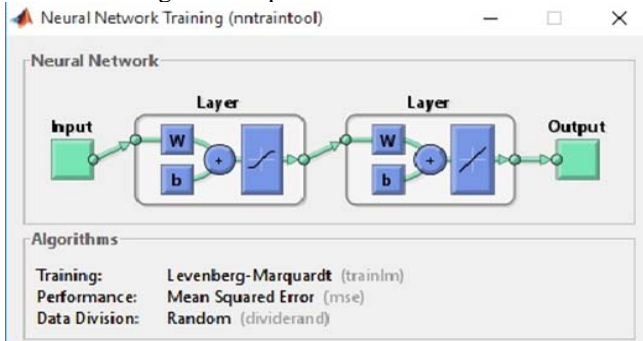 Neural Network Training (nntraintool)
Neural Network
Layer Layer
Input Output
W W
+ +
b b
Algorithms
Training: Levenberg-Marquardt (trainlm)
Performance: Mean Squared Error (mse)
Data Division: Random (dividerand)